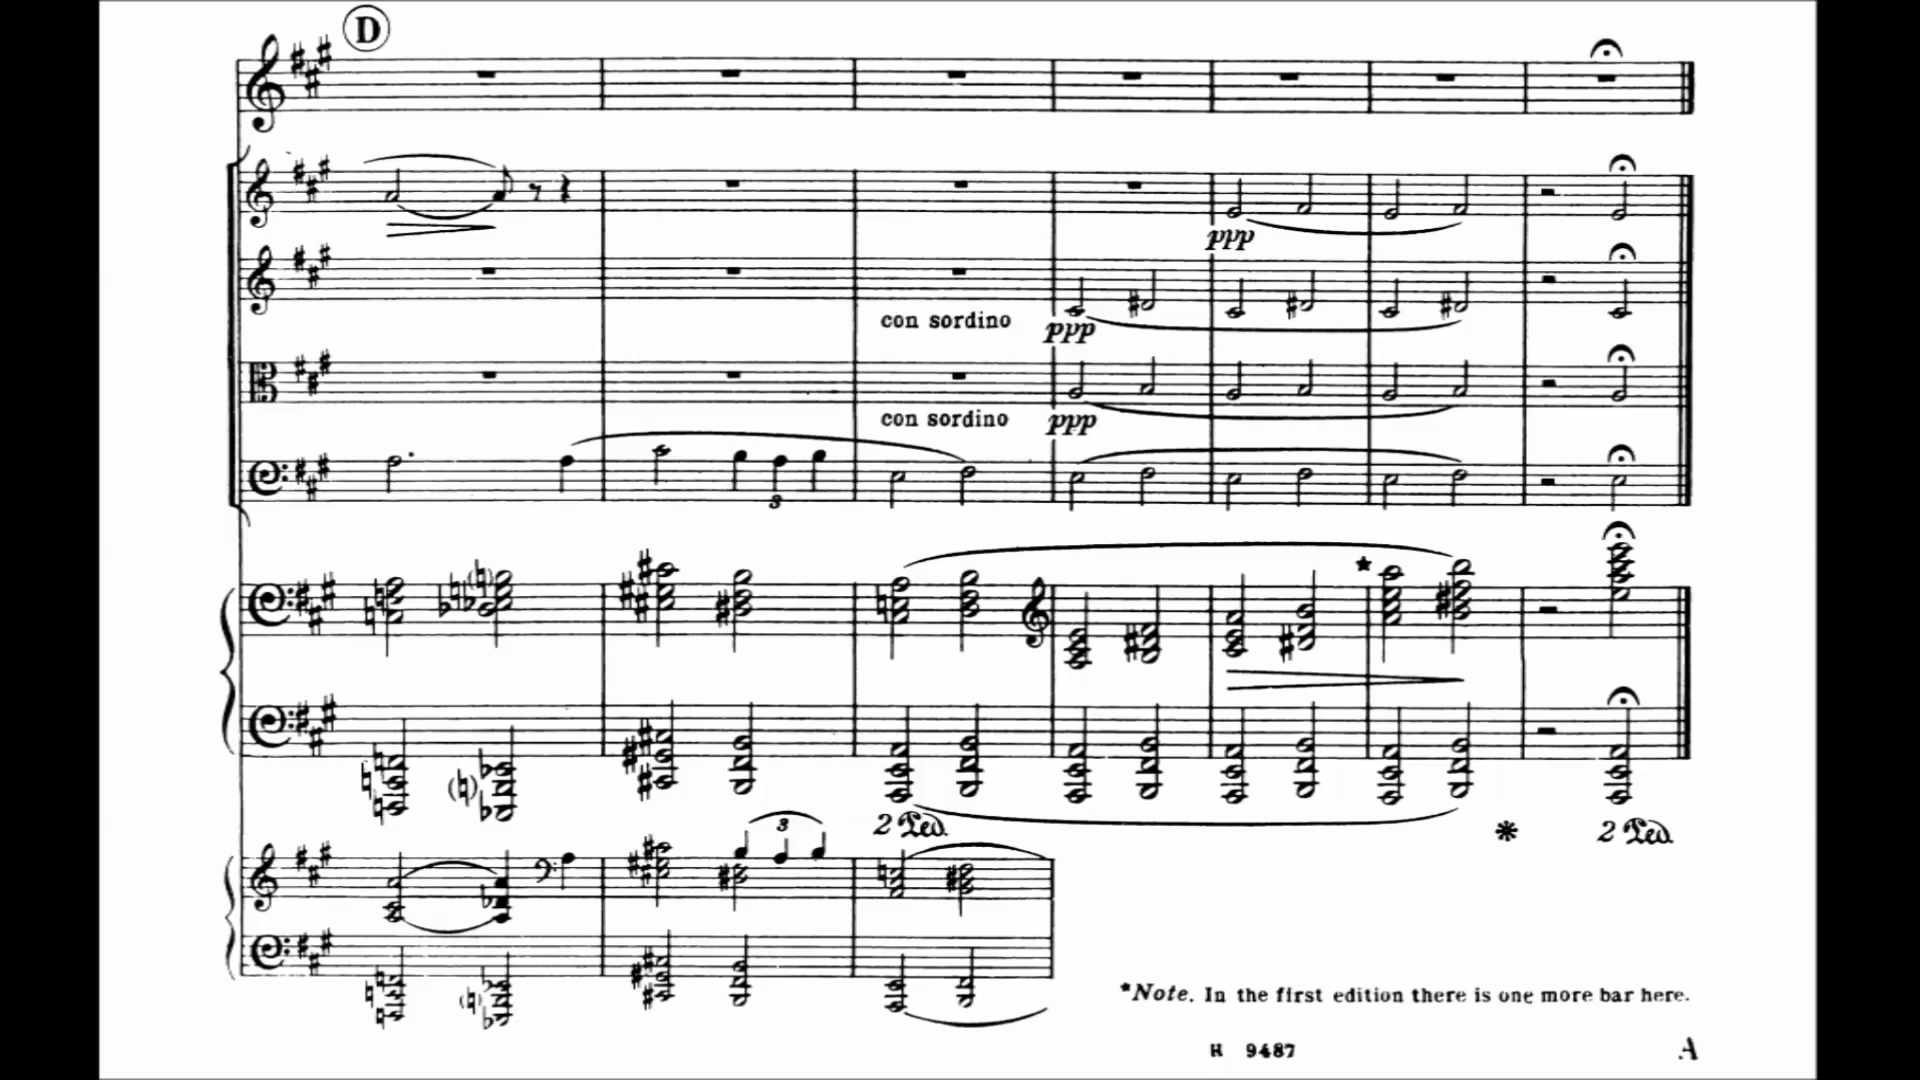 D
ppp
con sordino
ppp
con sordino
ppp
3
2 Ped.
2 Ped.
3
*Note. In the first edition there is one more bar here.
H 9487
A